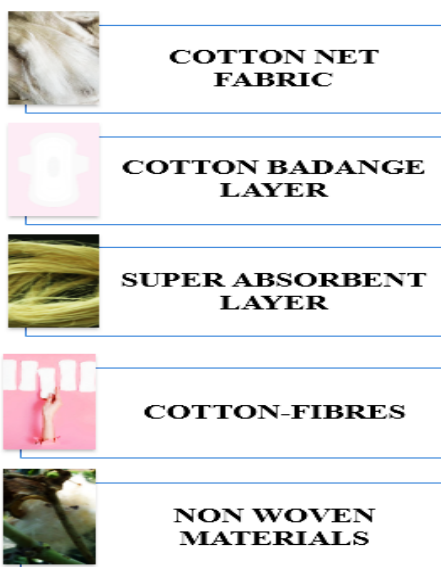 COTTON NET
FABRIC
COTTON BADANGE
LAYER
SUPER ABSORBENT
LAYER
COTTON-FIBRES
NON WOVEN
MATERIALS